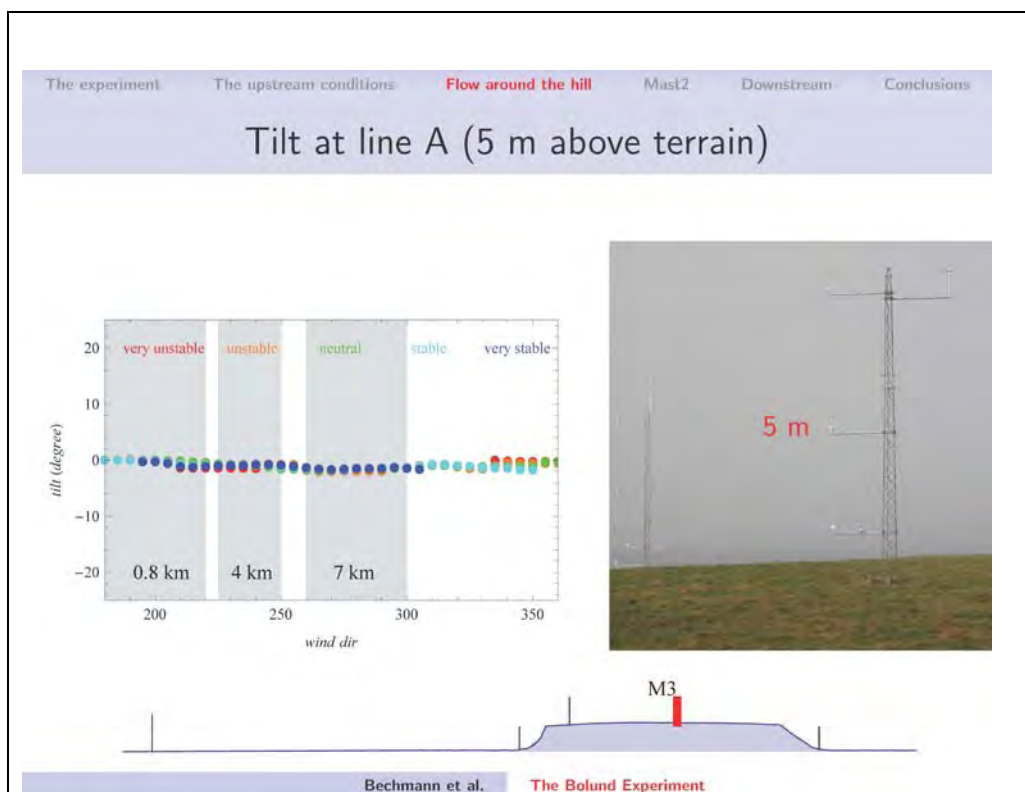 The experiment The upstream conditions Flow around the hill Mast2 Downstream Conclusions
Tilt at line A (5 m above terrain)
very unstable unstable neutral stable very stable
20
10
0
−10
−20
tilt (degree)
0.8 km 4 km 7 km
200 250 300 350
wind dir
5 m
M3
Bechmann et al. The Bolund Experiment